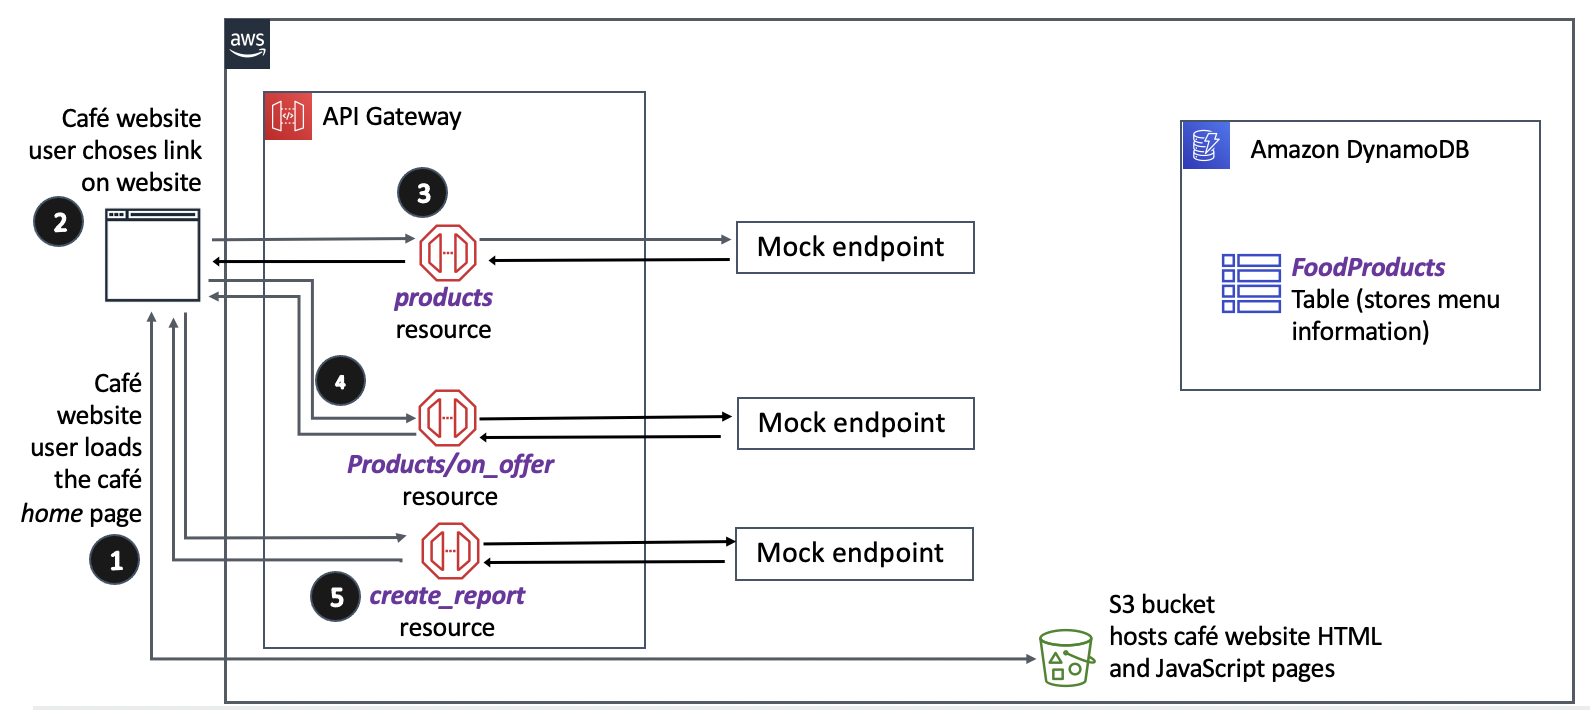 aws
API Gateway
Café website
user choses link
on website
2
3
products
resource
Mock endpoint
Amazon DynamoDB
FoodProducts
Table (stores menu
information)
4
Products/on_offer
resource
Mock endpoint
Café
website
user loads
the café
home page
1
5
create_report
resource
Mock endpoint
S3 bucket
hosts café website HTML
and JavaScript pages